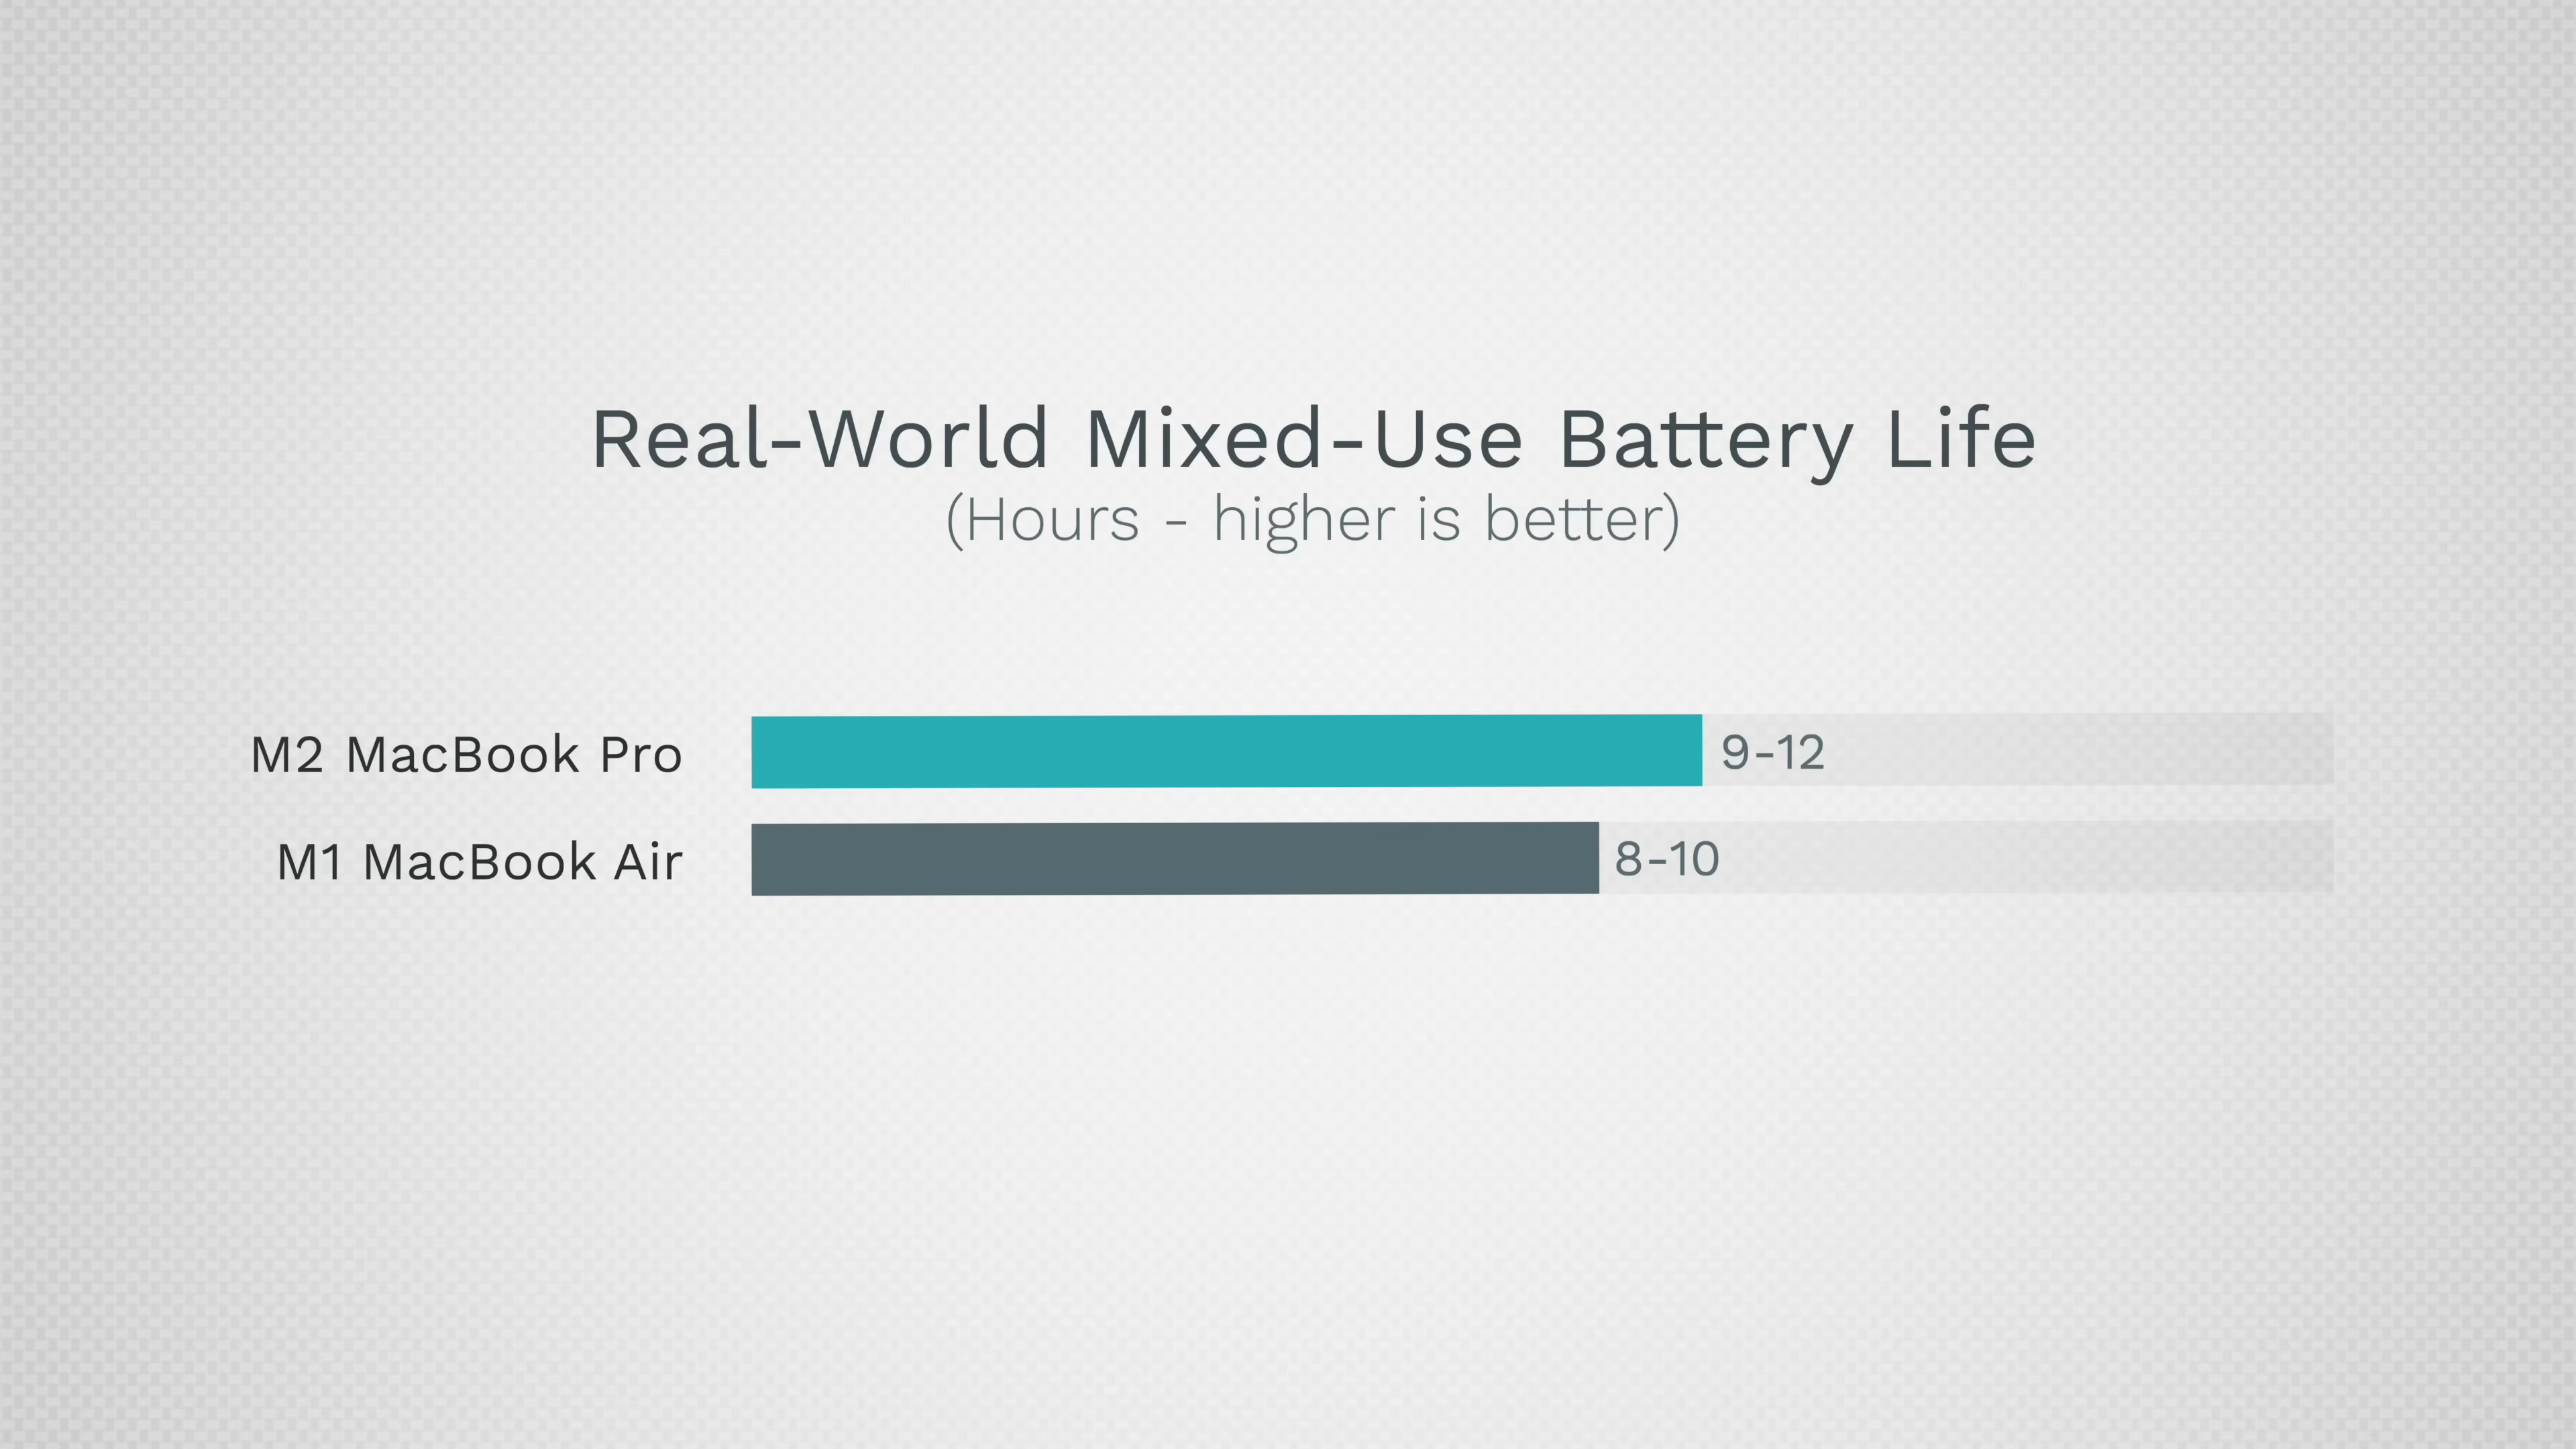 Real-World Mixed-Use Battery Life
(Hours - higher is better)
M2 MacBook Pro 9-12
M1 MacBook Air 8-10